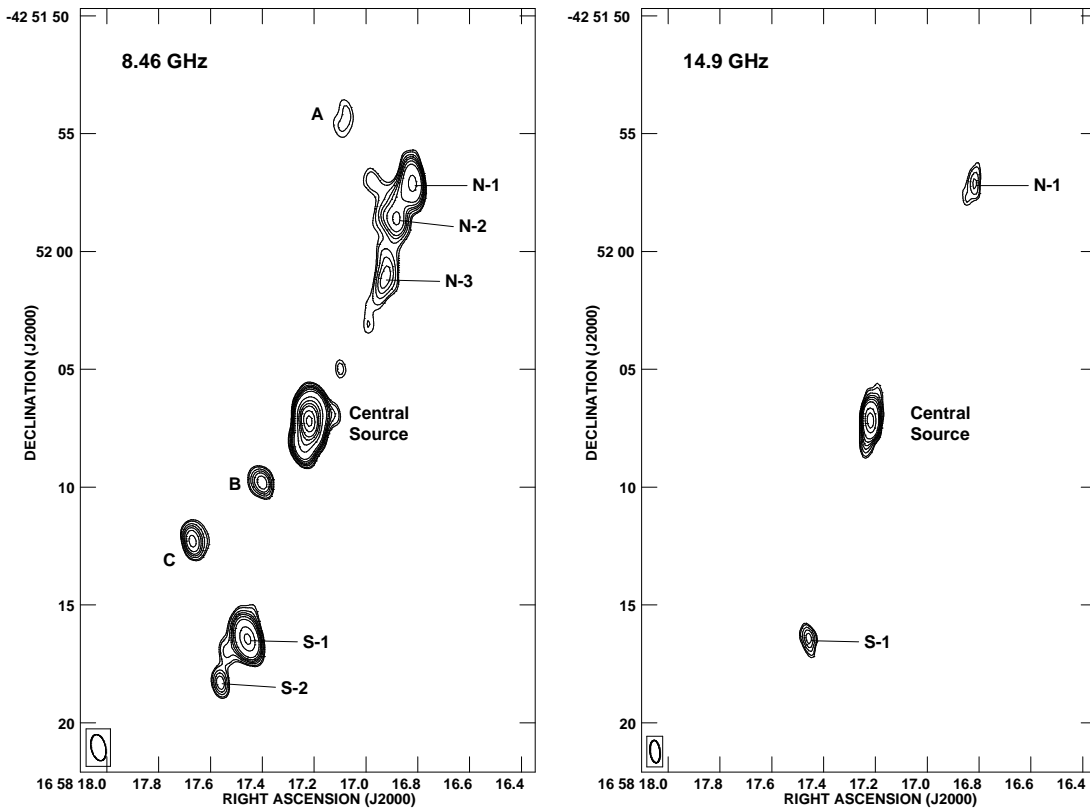 -42 51 50
8.46 GHz
A
55
N-1
N-2
52 00
N-3
DECLINATION (J2000)
05
Central
Source
10
B
C
15
S-1
S-2
20
16 58 18.0 17.8 17.6 17.4 17.2 17.0 16.8 16.6 16.4
RIGHT ASCENSION (J2000)
-42 51 50
14.9 GHz
55
N-1
52 00
DECLINATION (J2000)
05
Central
Source
10
15
S-1
20
16 58 18.0 17.8 17.6 17.4 17.2 17.0 16.8 16.6 16.4
RIGHT ASCENSION (J2000)